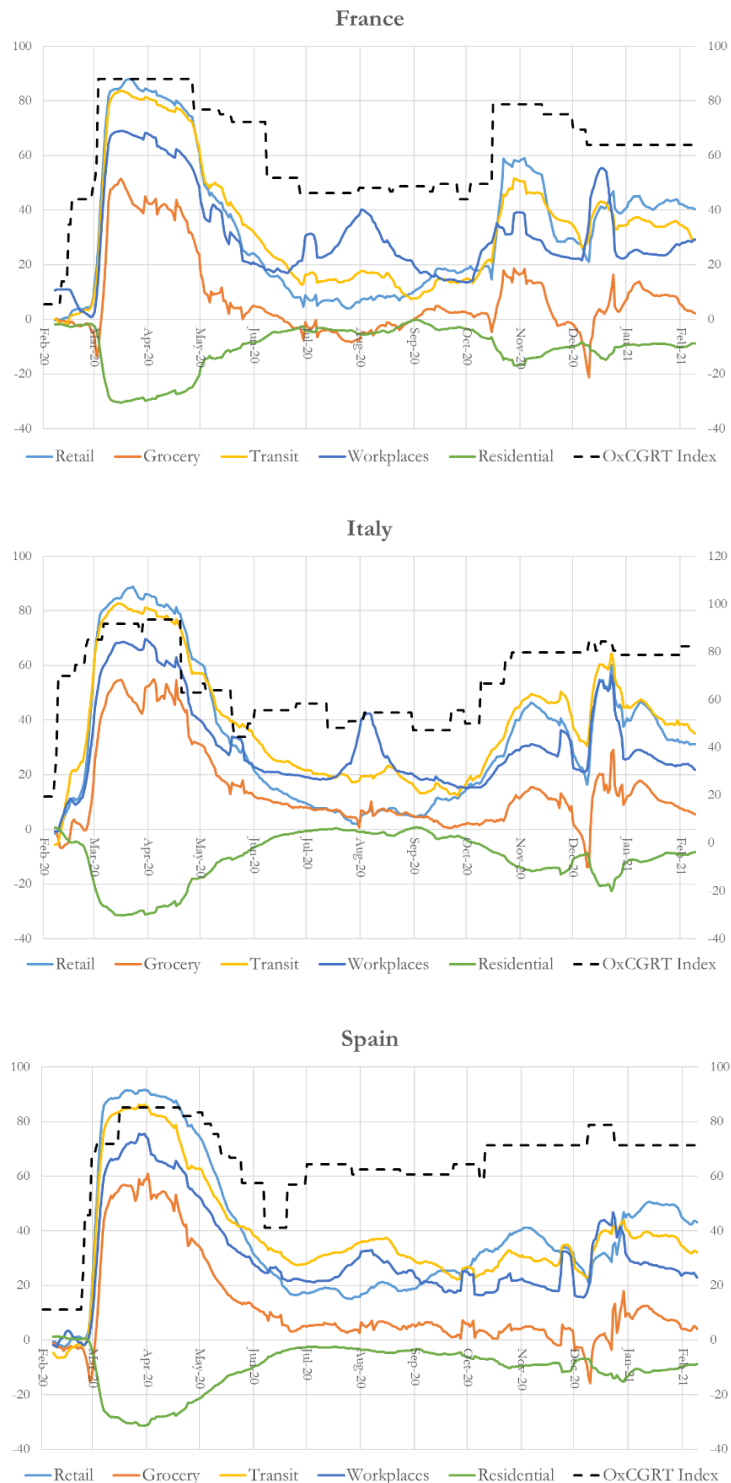 France
100 100
80 80
60 60
40 40
20 20
0 0
-20 -20
-40 -40
Feb-20 Mar-20 Apr-20 May-20 Jun-20 Jul-20 Aug-20 Sep-20 Oct-20 Nov-20 Dec-20 Jan-21 Feb-21
Retail Grocery Transit Workplaces Residential OxCGRT Index
Italy
100 120
80 100
60 80
40 60
20 40
0 20
-20 0
-40 -20
-40
Feb-20 Mar-20 Apr-20 May-20 Jun-20 Jul-20 Aug-20 Sep-20 Oct-20 Nov-20 Dec-20 Jan-21 Feb-21
Retail Grocery Transit Workplaces Residential OxCGRT Index
Spain
100 100
80 80
60 60
40 40
20 20
0 0
-20 -20
-40 -40
Feb-20 Mar-20 Apr-20 May-20 Jun-20 Jul-20 Aug-20 Sep-20 Oct-20 Nov-20 Dec-20 Jan-21 Feb-21
Retail Grocery Transit Workplaces Residential OxCGRT Index